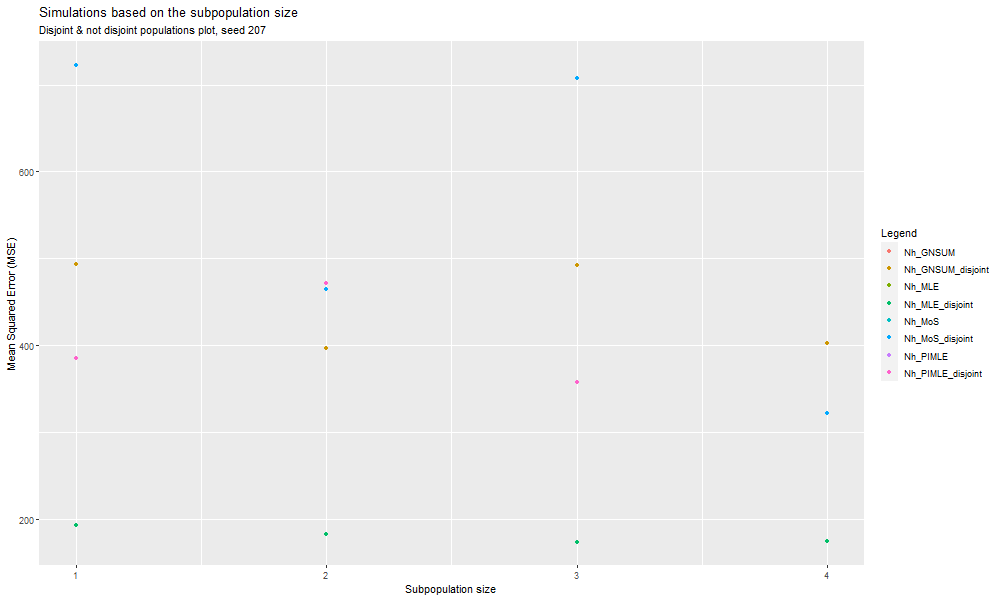 Simulations based on the subpopulation size
Disjoint & not disjoint populations plot, seed 207
Mean Squared Error (MSE)
600
400
200
1
2
3
4
Subpopulation size
Legend
Nh_GNSUM
Nh_GNSUM_disjoint
Nh_MLE
Nh_MLE_disjoint
Nh_MoS
Nh_MoS_disjoint
Nh_PIMLE
Nh_PIMLE_disjoint